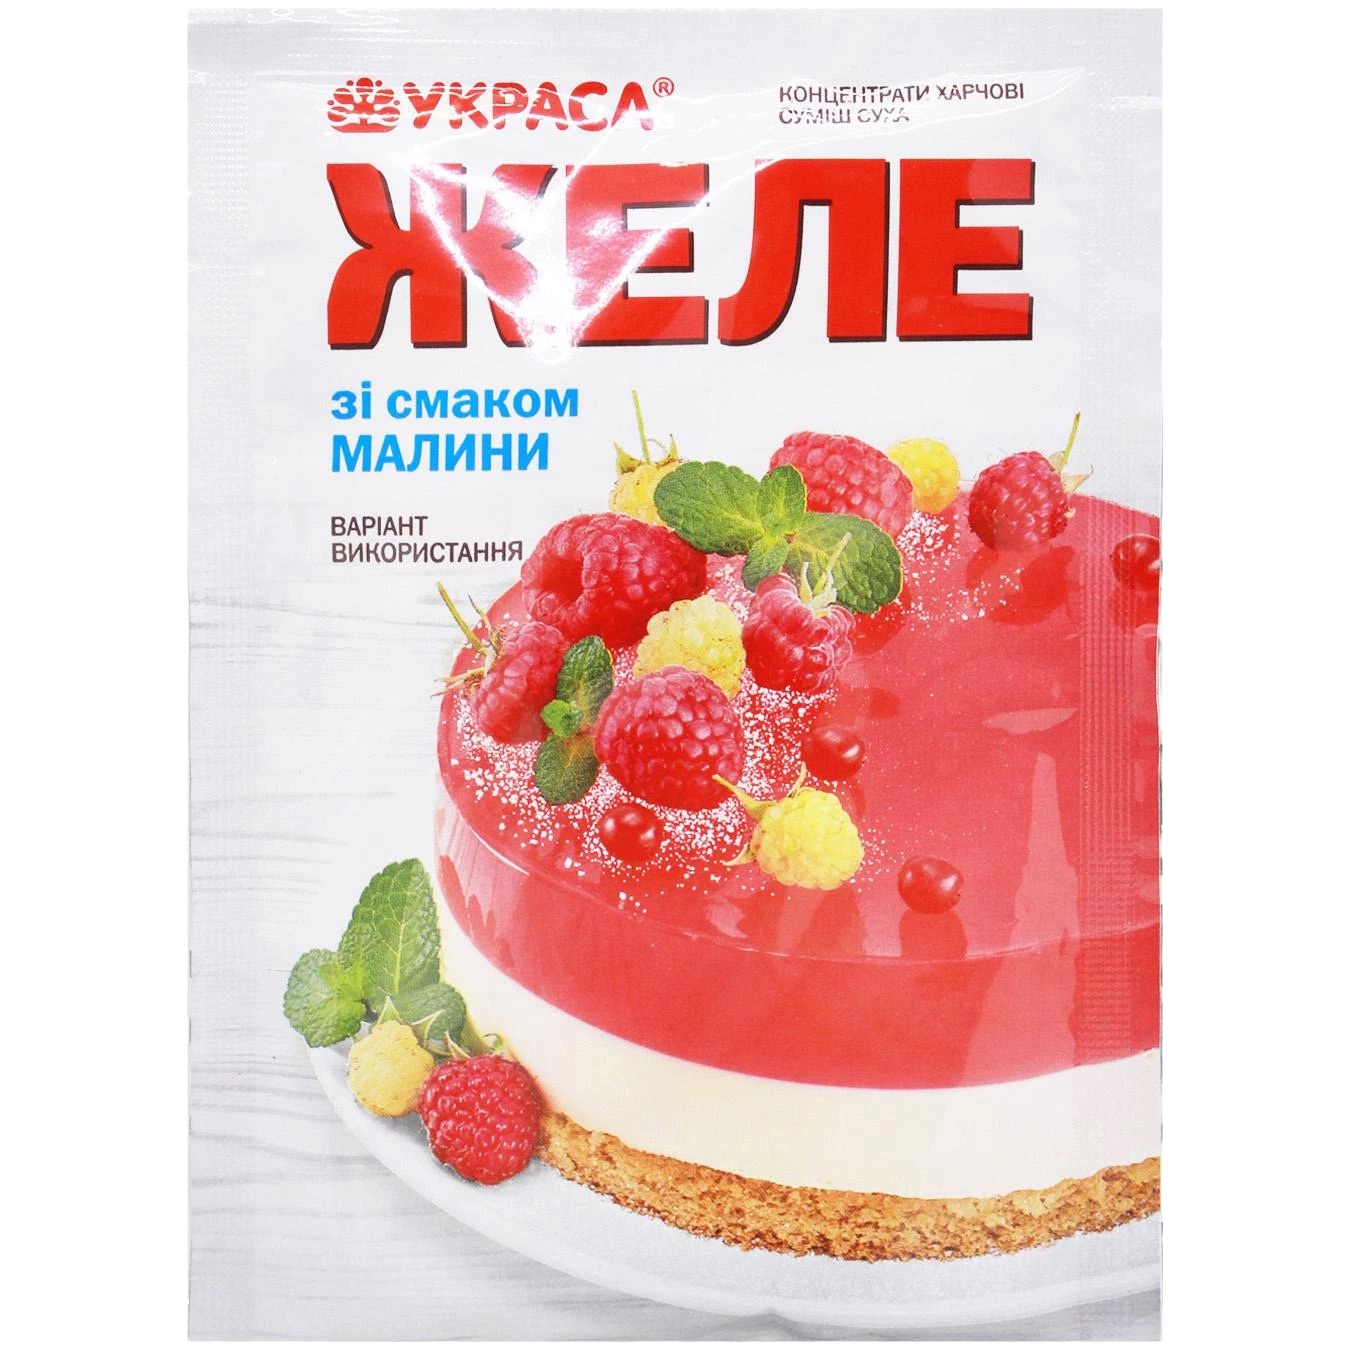 УКРАСА®
КОНЦЕНТРАТИ ХАРЧОВІ
СУМІШ СУХА
ЖЕЛЕ
зі смаком
МАЛИНИ
ВАРІАНТ
ВИКОРИСТАННЯ